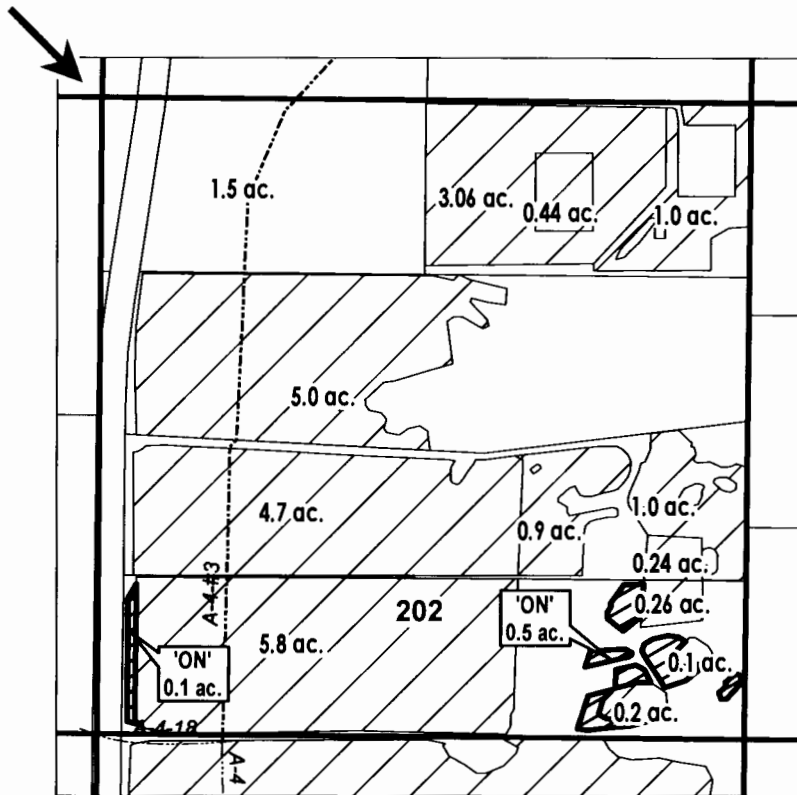 1.5 ac.
3.06 ac.
0.44 ac.
1.0 ac.
5.0 ac.
4.7 ac.
0.9 ac.
1.0 ac.
0.24 ac.
A-4-#3
202
'ON'
0.5 ac.
0.26 ac.
5.8 ac.
'ON'
0.1 ac.
0.1 ac.
0.2 ac.
A-4-18
A-4